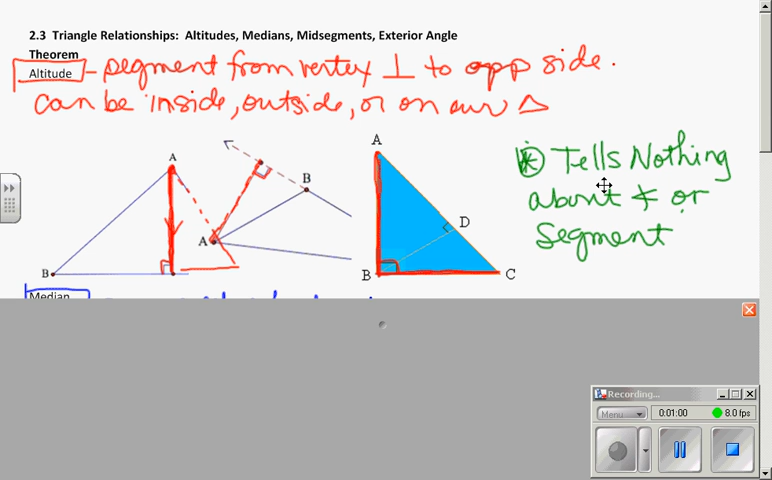 2.3 Triangle Relationships: Altitudes, Medians, Midsegments, Exterior Angle
Theorem
Altitude - segment from vertex ⊥ to opp side.
can be inside, outside, or on our △
A
B
A
B
A
B
C
D
* Tells Nothing
about ∡ or
Segment
Median
Recording...
Menu
0:01:00
8.0 fps